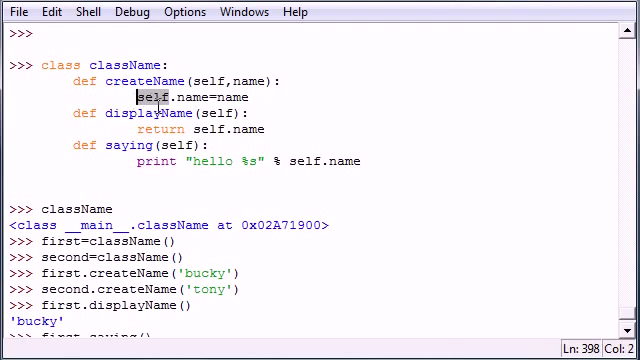 File Edit Shell Debug Options Windows Help
>>>
>>> class className:
def createName(self,name):
self.name=name
def displayName(self):
return self.name
def saying(self):
print "hello %s" % self.name
>>> className
<class __main__.className at 0x02A71900>
>>> first=className()
>>> second=className()
>>> first.createName('bucky')
>>> second.createName('tony')
>>> first.displayName()
'bucky'
>>> first.saying()
Ln: 398 Col: 2